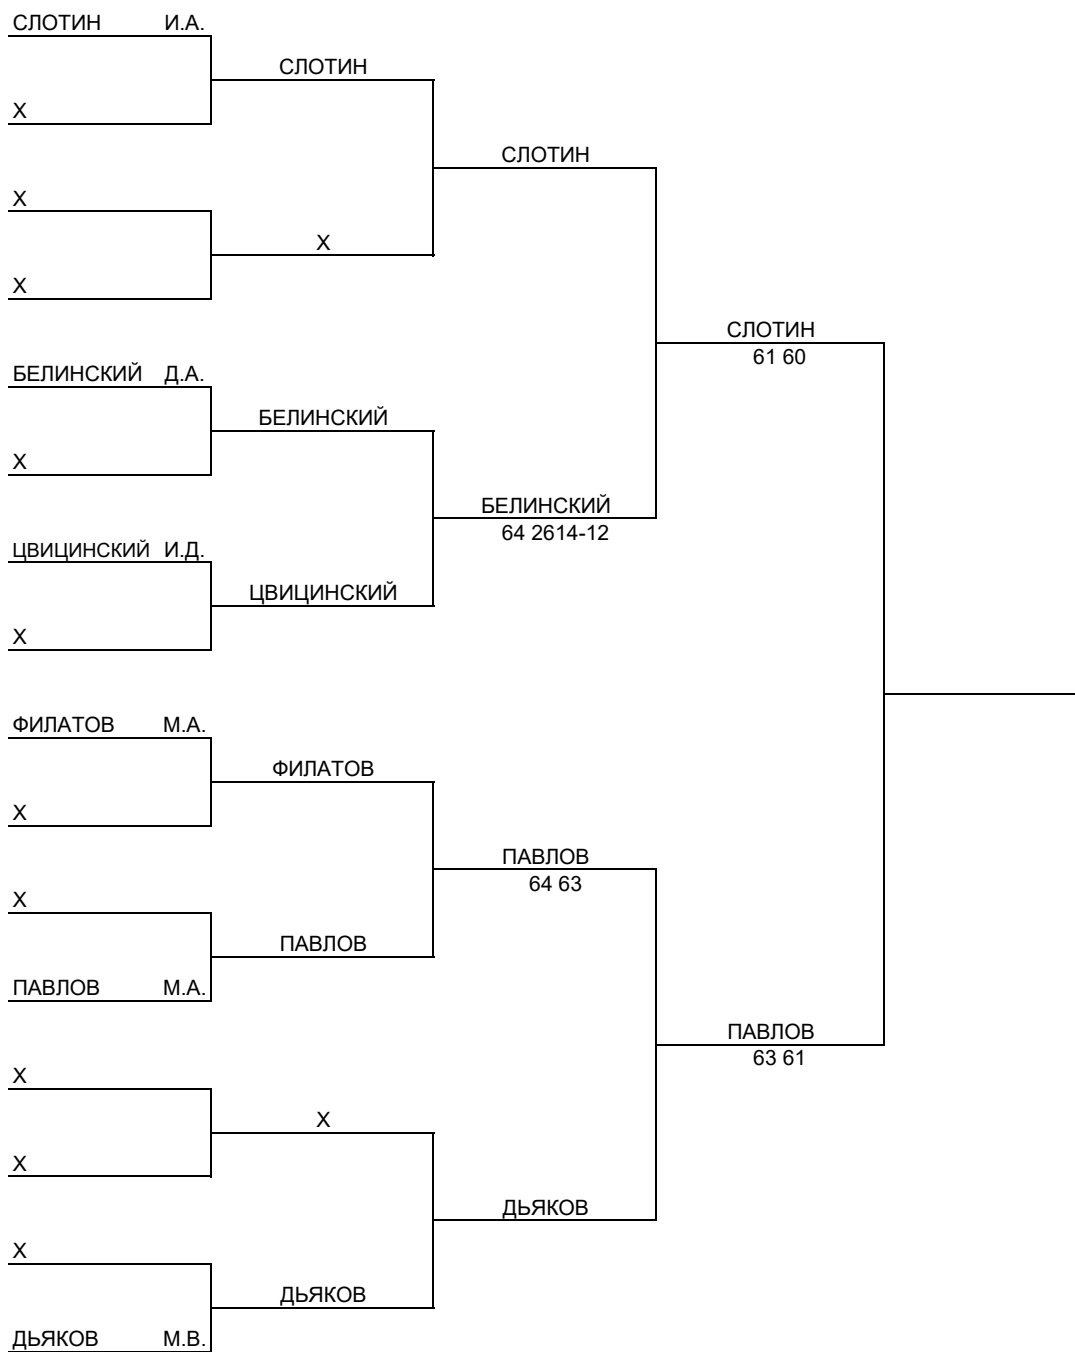 СЛОТИН И.А.
СЛОТИН
X
СЛОТИН
X
X
X
СЛОТИН
61 60
БЕЛИНСКИЙ Д.А.
БЕЛИНСКИЙ
X
БЕЛИНСКИЙ
64 2614-12
ЦВИЦИНСКИЙ И.Д.
ЦВИЦИНСКИЙ
X
ФИЛАТОВ М.А.
ФИЛАТОВ
X
ПАВЛОВ
64 63
X
ПАВЛОВ
ПАВЛОВ М.А.
ПАВЛОВ
63 61
X
X
X
ДЬЯКОВ
X
ДЬЯКОВ
ДЬЯКОВ М.В.